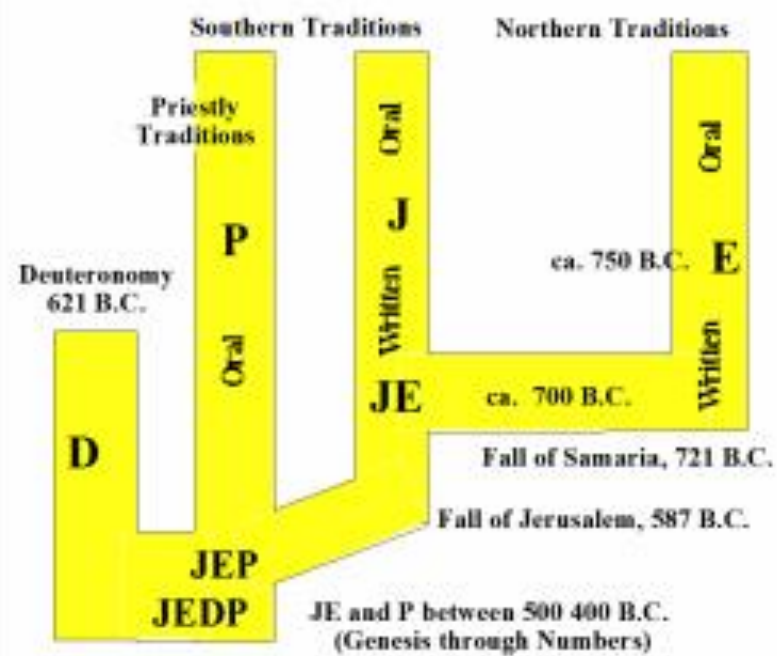 Southern Traditions
Northern Traditions
Priestly
Traditions
Oral
Oral
P
J
ca. 750 B.C.
E
Deuteronomy
621 B.C.
Oral
Written
Written
D
JE
ca. 700 B.C.
Fall of Samaria, 721 B.C.
Fall of Jerusalem, 587 B.C.
JEP
JEDP
JE and P between 500 400 B.C.
(Genesis through Numbers)